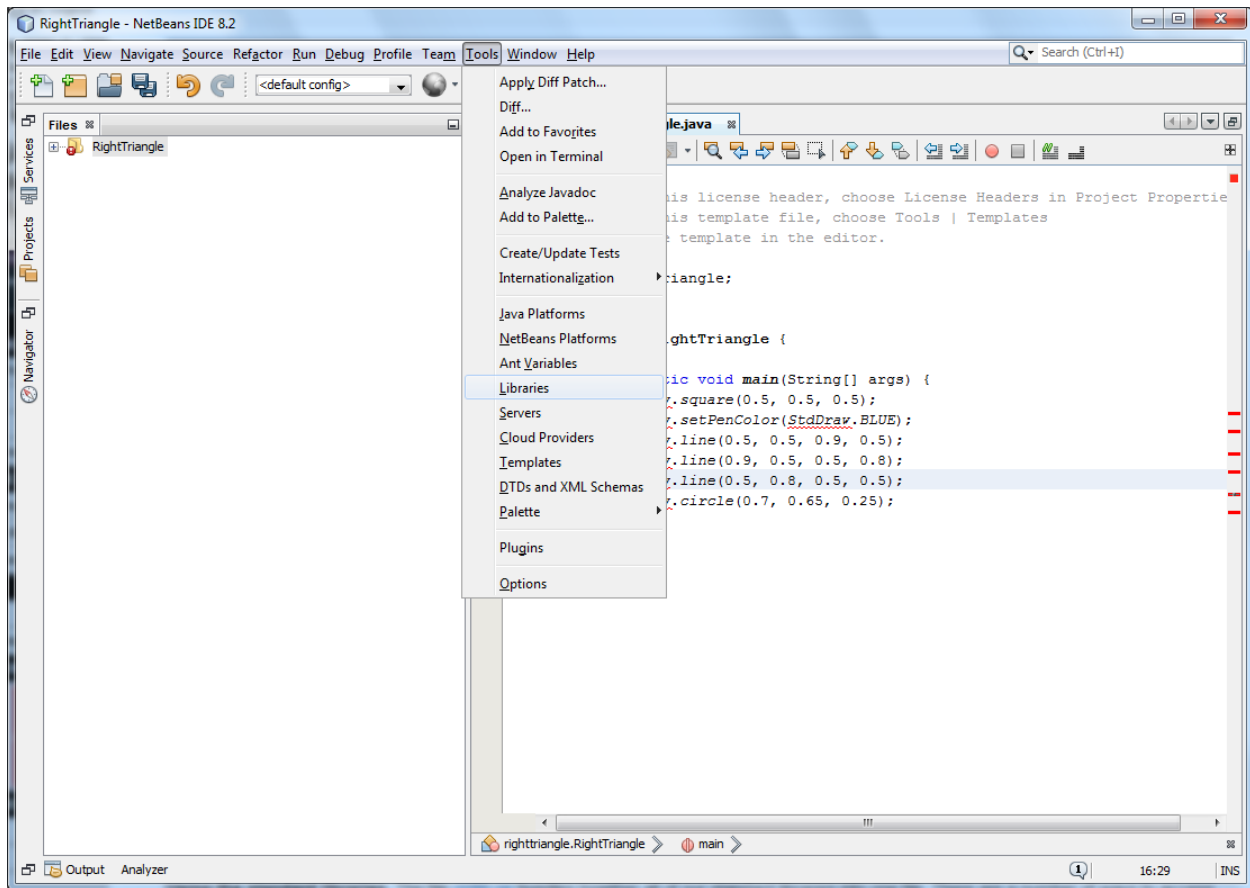 RightTriangle - NetBeans IDE 8.2
File Edit View Navigate Source Refactor Run Debug Profile Team Tools Window Help
Search (Ctrl+I)
<default config>
Apply Diff Patch...
Diff...
Add to Favorites
Open in Terminal
Analyze Javadoc
Add to Palette...
Create/Update Tests
Internationalization
Java Platforms
NetBeans Platforms
Ant Variables
Libraries
Servers
Cloud Providers
Templates
DTDs and XML Schemas
Palette
Plugins
Options
Services
Projects
Navigator
Files
RightTriangle
gle.java
his license header, choose License Headers in Project Propertie
his template file, choose Tools | Templates
template in the editor.
riangle;
ghtTriangle {
tic void main(String[] args) {
.square(0.5, 0.5, 0.5);
.setPenColor(StdDraw.BLUE);
.line(0.5, 0.5, 0.9, 0.5);
.line(0.9, 0.5, 0.5, 0.8);
.line(0.5, 0.8, 0.5, 0.5);
.circle(0.7, 0.65, 0.25);
righttriangle.RightTriangle main
Output Analyzer
1 16:29 INS